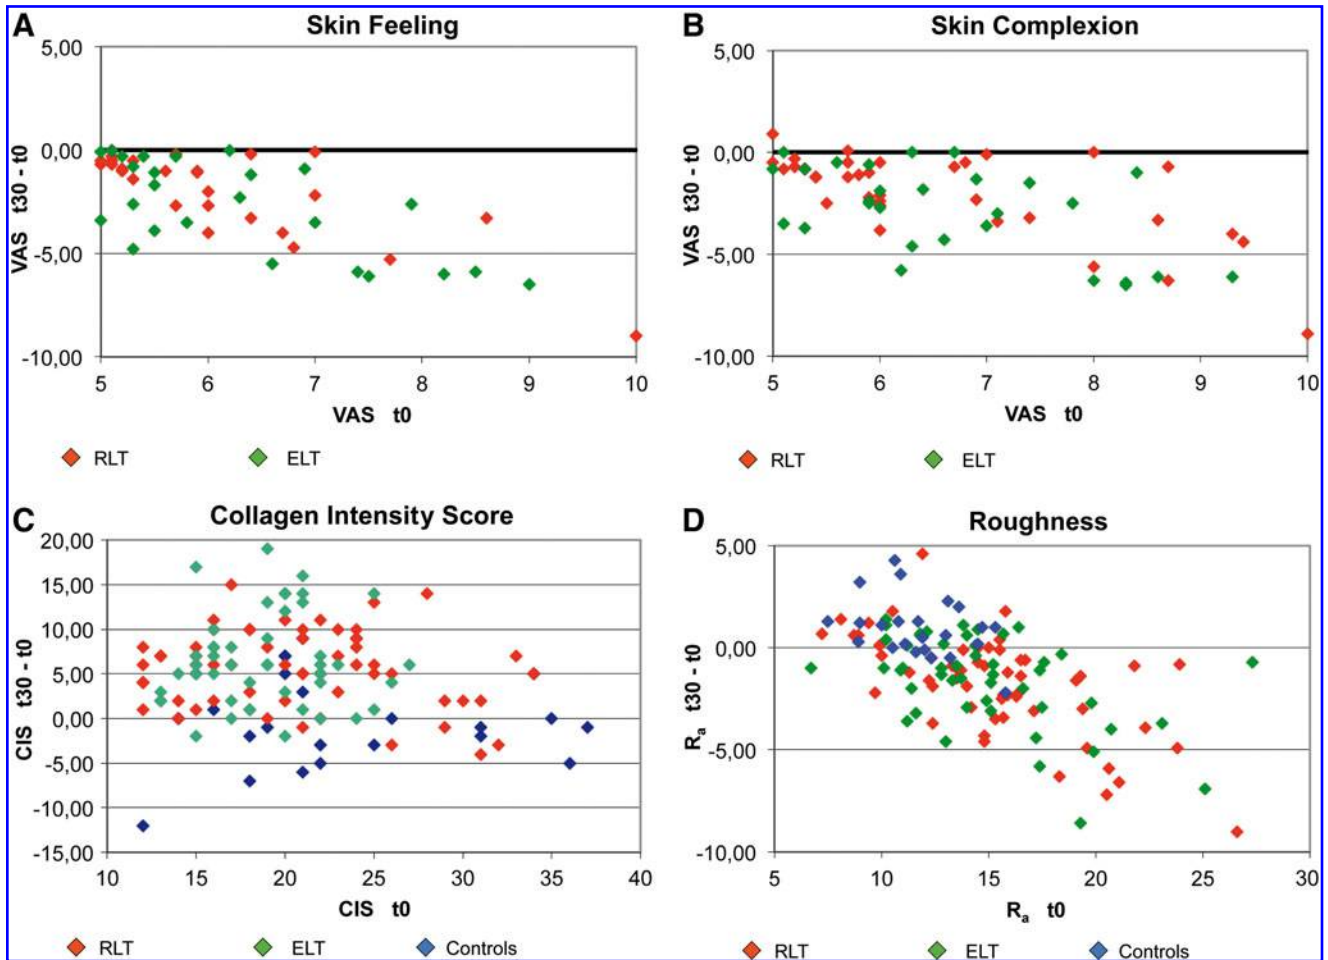 A Skin Feeling
5,00
0,00
-5,00
-10,00
VAS t30 - t0
5 6 7 8 9 10
VAS t0
RLT ELT
B Skin Complexion
5,00
0,00
-5,00
-10,00
VAS t30 - t0
5 6 7 8 9 10
VAS t0
RLT ELT
C Collagen Intensity Score
20,00
15,00
10,00
5,00
0,00
-5,00
-10,00
-15,00
CIS t30 - t0
10 15 20 25 30 35 40
CIS t0
RLT ELT Controls
D Roughness
5,00
0,00
-5,00
-10,00
Ra t30 - t0
5 10 15 20 25 30
Ra t0
RLT ELT Controls